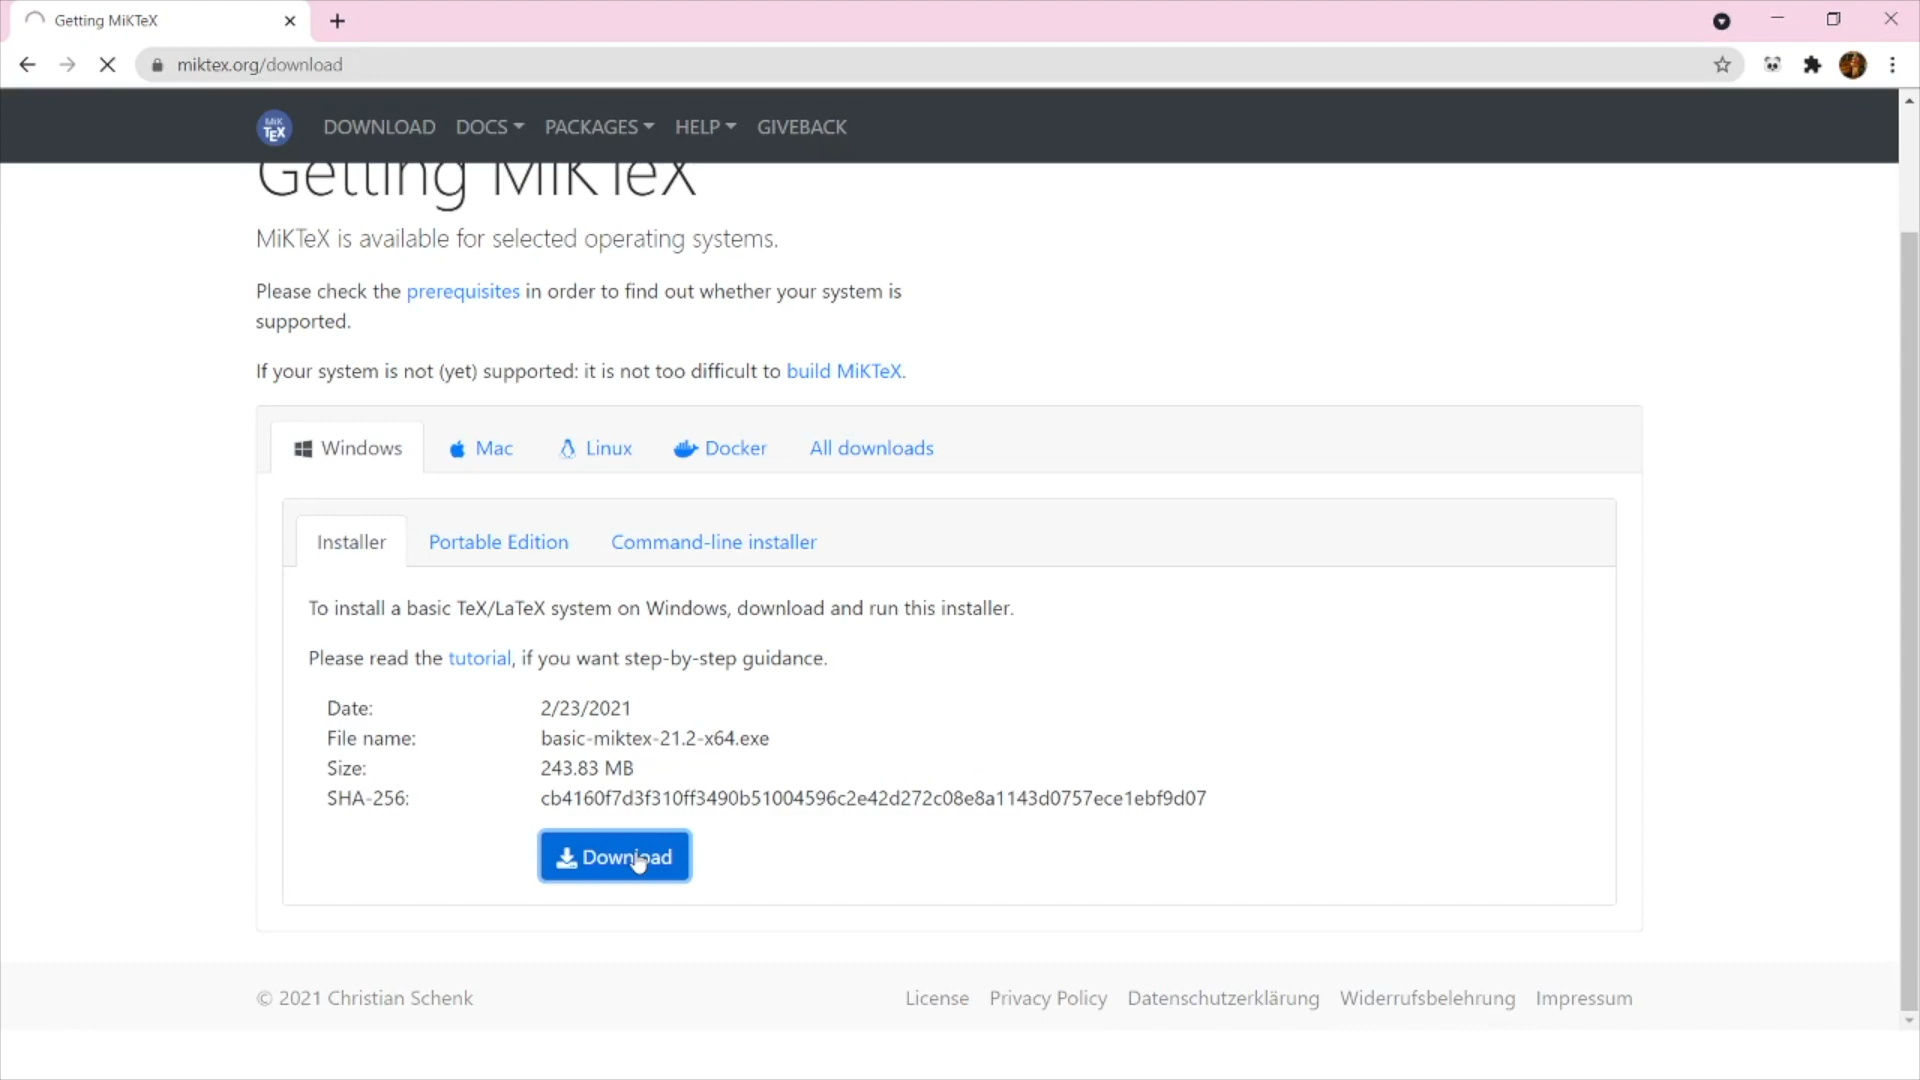 Getting MiKTeX
miktex.org/download
MiK
TEX
DOWNLOAD DOCS PACKAGES HELP GIVEBACK
Getting MiKTeX
MiKTeX is available for selected operating systems.
Please check the prerequisites in order to find out whether your system is
supported.
If your system is not (yet) supported: it is not too difficult to build MiKTeX.
Windows Mac Linux Docker All downloads
Installer Portable Edition Command-line installer
To install a basic TeX/LaTeX system on Windows, download and run this installer.
Please read the tutorial, if you want step-by-step guidance.
Date: 2/23/2021
File name: basic-miktex-21.2-x64.exe
Size: 243.83 MB
SHA-256: cb4160f7d3f310ff3490b51004596c2e42d272c08e8a1143d0757ece1ebf9d07
Download
© 2021 Christian Schenk License Privacy Policy Datenschutzerklärung Widerrufsbelehrung Impressum